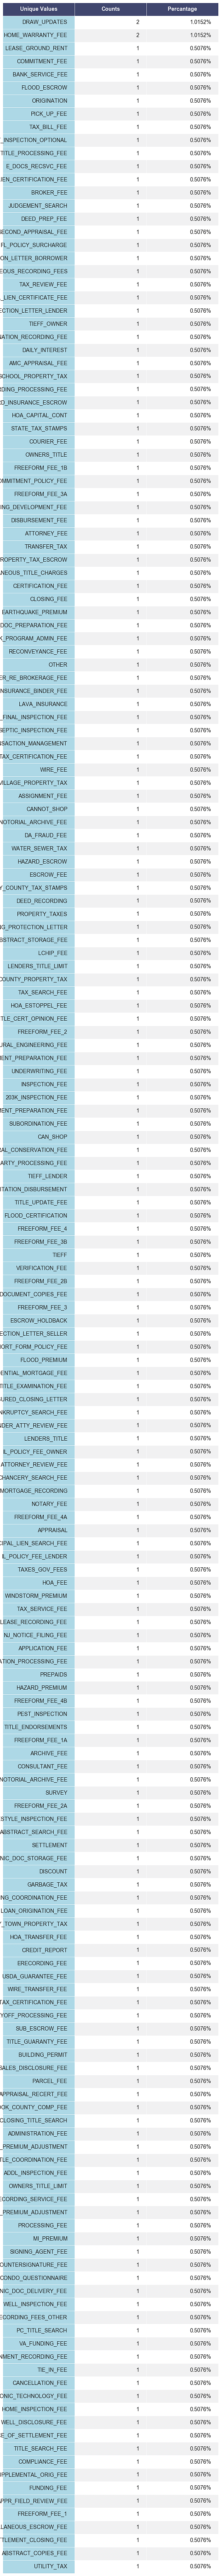 Unique Values Counts Percentage
DRAW_UPDATES 2 1.0152%
HOME_WARRANTY_FEE 2 1.0152%
LEASE_GROUND_RENT 1 0.5076%
COMMITMENT_FEE 1 0.5076%
BANK_SERVICE_FEE 1 0.5076%
FLOOD_ESCROW 1 0.5076%
ORIGINATION 1 0.5076%
PICK_UP_FEE 1 0.5076%
TAX_BILL_FEE 1 0.5076%
_INSPECTION_OPTIONAL 1 0.5076%
TITLE_PROCESSING_FEE 1 0.5076%
E_DOCS_RECSVC_FEE 1 0.5076%
IEN_CERTIFICATION_FEE 1 0.5076%
BROKER_FEE 1 0.5076%
JUDGEMENT_SEARCH 1 0.5076%
DEED_PREP_FEE 1 0.5076%
SECOND_APPRAISAL_FEE 1 0.5076%
FL_POLICY_SURCHARGE 1 0.5076%
ON_LETTER_BORROWER 1 0.5076%
EOUS_RECORDING_FEES 1 0.5076%
TAX_REVIEW_FEE 1 0.5076%
_LIEN_CERTIFICATE_FEE 1 0.5076%
ECTION_LETTER_LENDER 1 0.5076%
TIEFF_OWNER 1 0.5076%
NATION_RECORDING_FEE 1 0.5076%
DAILY_INTEREST 1 0.5076%
AMC_APPRAISAL_FEE 1 0.5076%
SCHOOL_PROPERTY_TAX 1 0.5076%
RDING_PROCESSING_FEE 1 0.5076%
RD_INSURANCE_ESCROW 1 0.5076%
HOA_CAPITAL_CONT 1 0.5076%
STATE_TAX_STAMPS 1 0.5076%
COURIER_FEE 1 0.5076%
OWNERS_TITLE 1 0.5076%
FREEFORM_FEE_1B 1 0.5076%
OMMITMENT_POLICY_FEE 1 0.5076%
FREEFORM_FEE_3A 1 0.5076%
ING_DEVELOPMENT_FEE 1 0.5076%
DISBURSEMENT_FEE 1 0.5076%
ATTORNEY_FEE 1 0.5076%
TRANSFER_TAX 1 0.5076%
ROPERTY_TAX_ESCROW 1 0.5076%
ANEOUS_TITLE_CHARGES 1 0.5076%
CERTIFICATION_FEE 1 0.5076%
CLOSING_FEE 1 0.5076%
EARTHQUAKE_PREMIUM 1 0.5076%
DOC_PREPARATION_FEE 1 0.5076%
K_PROGRAM_ADMIN_FEE 1 0.5076%
RECONVEYANCE_FEE 1 0.5076%
OTHER 1 0.5076%
ER_RE_BROKERAGE_FEE 1 0.5076%
INSURANCE_BINDER_FEE 1 0.5076%
LAVA_INSURANCE 1 0.5076%
_FINAL_INSPECTION_FEE 1 0.5076%
SEPTIC_INSPECTION_FEE 1 0.5076%
NSACTION_MANAGEMENT 1 0.5076%
TAX_CERTIFICATION_FEE 1 0.5076%
WIRE_FEE 1 0.5076%
VILLAGE_PROPERTY_TAX 1 0.5076%
ASSIGNMENT_FEE 1 0.5076%
CANNOT_SHOP 1 0.5076%
NOTORIAL_ARCHIVE_FEE 1 0.5076%
DA_FRAUD_FEE 1 0.5076%
WATER_SEWER_TAX 1 0.5076%
HAZARD_ESCROW 1 0.5076%
ESCROW_FEE 1 0.5076%
Y_COUNTY_TAX_STAMPS 1 0.5076%
DEED_RECORDING 1 0.5076%
PROPERTY_TAXES 1 0.5076%
NG_PROTECTION_LETTER 1 0.5076%
ABSTRACT_STORAGE_FEE 1 0.5076%
LCHIP_FEE 1 0.5076%
LENDERS_TITLE_LIMIT 1 0.5076%
COUNTY_PROPERTY_TAX 1 0.5076%
TAX_SEARCH_FEE 1 0.5076%
HOA_ESTOPPEL_FEE 1 0.5076%
TLE_CERT_OPINION_FEE 1 0.5076%
FREEFORM_FEE_2 1 0.5076%
URAL_ENGINEERING_FEE 1 0.5076%
MENT_PREPARATION_FEE 1 0.5076%
UNDERWRITING_FEE 1 0.5076%
INSPECTION_FEE 1 0.5076%
203K_INSPECTION_FEE 1 0.5076%
MENT_PREPARATION_FEE 1 0.5076%
SUBORDINATION_FEE 1 0.5076%
CAN_SHOP 1 0.5076%
RAL_CONSERVATION_FEE 1 0.5076%
ARTY_PROCESSING_FEE 1 0.5076%
TIEFF_LENDER 1 0.5076%
ITATION_DISBURSEMENT 1 0.5076%
TITLE_UPDATE_FEE 1 0.5076%
FLOOD_CERTIFICATION 1 0.5076%
FREEFORM_FEE_4 1 0.5076%
FREEFORM_FEE_3B 1 0.5076%
TIEFF 1 0.5076%
VERIFICATION_FEE 1 0.5076%
FREEFORM_FEE_2B 1 0.5076%
DOCUMENT_COPIES_FEE 1 0.5076%
FREEFORM_FEE_3 1 0.5076%
ESCROW_HOLDBACK 1 0.5076%
ECTION_LETTER_SELLER 1 0.5076%
HORT_FORM_POLICY_FEE 1 0.5076%
FLOOD_PREMIUM 1 0.5076%
DENTIAL_MORTGAGE_FEE 1 0.5076%
TITLE_EXAMINATION_FEE 1 0.5076%
SURED_CLOSING_LETTER 1 0.5076%
NKRUPTCY_SEARCH_FEE 1 0.5076%
NDER_ATTY_REVIEW_FEE 1 0.5076%
LENDERS_TITLE 1 0.5076%
IL_POLICY_FEE_OWNER 1 0.5076%
ATTORNEY_REVIEW_FEE 1 0.5076%
CHANCERY_SEARCH_FEE 1 0.5076%
MORTGAGE_RECORDING 1 0.5076%
NOTARY_FEE 1 0.5076%
FREEFORM_FEE_4A 1 0.5076%
APPRAISAL 1 0.5076%
CIPAL_LIEN_SEARCH_FEE 1 0.5076%
IL_POLICY_FEE_LENDER 1 0.5076%
TAXES_GOV_FEES 1 0.5076%
HOA_FEE 1 0.5076%
WINDSTORM_PREMIUM 1 0.5076%
TAX_SERVICE_FEE 1 0.5076%
LEASE_RECORDING_FEE 1 0.5076%
NJ_NOTICE_FILING_FEE 1 0.5076%
APPLICATION_FEE 1 0.5076%
ATION_PROCESSING_FEE 1 0.5076%
PREPAIDS 1 0.5076%
HAZARD_PREMIUM 1 0.5076%
FREEFORM_FEE_4B 1 0.5076%
PEST_INSPECTION 1 0.5076%
TITLE_ENDORSEMENTS 1 0.5076%
FREEFORM_FEE_1A 1 0.5076%
ARCHIVE_FEE 1 0.5076%
CONSULTANT_FEE 1 0.5076%
NOTORIAL_ARCHIVE_FEE 1 0.5076%
SURVEY 1 0.5076%
FREEFORM_FEE_2A 1 0.5076%
STYLE_INSPECTION_FEE 1 0.5076%
ABSTRACT_SEARCH_FEE 1 0.5076%
SETTLEMENT 1 0.5076%
NIC_DOC_STORAGE_FEE 1 0.5076%
DISCOUNT 1 0.5076%
GARBAGE_TAX 1 0.5076%
NG_COORDINATION_FEE 1 0.5076%
LOAN_ORIGINATION_FEE 1 0.5076%
Y_TOWN_PROPERTY_TAX 1 0.5076%
HOA_TRANSFER_FEE 1 0.5076%
CREDIT_REPORT 1 0.5076%
ERECORDING_FEE 1 0.5076%
USDA_GUARANTEE_FEE 1 0.5076%
WIRE_TRANSFER_FEE 1 0.5076%
TAX_CERTIFICATION_FEE 1 0.5076%
YOFF_PROCESSING_FEE 1 0.5076%
SUB_ESCROW_FEE 1 0.5076%
TITLE_GUARANTY_FEE 1 0.5076%
BUILDING_PERMIT 1 0.5076%
SALES_DISCLOSURE_FEE 1 0.5076%
PARCEL_FEE 1 0.5076%
APPRAISAL_RECERT_FEE 1 0.5076%
OOK_COUNTY_COMP_FEE 1 0.5076%
CLOSING_TITLE_SEARCH 1 0.5076%
ADMINISTRATION_FEE 1 0.5076%
_PREMIUM_ADJUSTMENT 1 0.5076%
TLE_COORDINATION_FEE 1 0.5076%
ADDL_INSPECTION_FEE 1 0.5076%
OWNERS_TITLE_LIMIT 1 0.5076%
ECORDING_SERVICE_FEE 1 0.5076%
_PREMIUM_ADJUSTMENT 1 0.5076%
PROCESSING_FEE 1 0.5076%
MI_PREMIUM 1 0.5076%
SIGNING_AGENT_FEE 1 0.5076%
OUNTERSIGNATURE_FEE 1 0.5076%
CONDO_QUESTIONNAIRE 1 0.5076%
NIC_DOC_DELIVERY_FEE 1 0.5076%
WELL_INSPECTION_FEE 1 0.5076%
ECORDING_FEES_OTHER 1 0.5076%
PC_TITLE_SEARCH 1 0.5076%
VA_FUNDING_FEE 1 0.5076%
NMENT_RECORDING_FEE 1 0.5076%
TIE_IN_FEE 1 0.5076%
CANCELLATION_FEE 1 0.5076%
ONIC_TECHNOLOGY_FEE 1 0.5076%
HOME_INSPECTION_FEE 1 0.5076%
WELL_DISCLOSURE_FEE 1 0.5076%
CE_OF_SETTLEMENT_FEE 1 0.5076%
TITLE_SEARCH_FEE 1 0.5076%
COMPLIANCE_FEE 1 0.5076%
UPPLEMENTAL_ORIG_FEE 1 0.5076%
FUNDING_FEE 1 0.5076%
APPR_FIELD_REVIEW_FEE 1 0.5076%
FREEFORM_FEE_1 1 0.5076%
LLANEOUS_ESCROW_FEE 1 0.5076%
TTLEMENT_CLOSING_FEE 1 0.5076%
ABSTRACT_COPIES_FEE 1 0.5076%
UTILITY_TAX 1 0.5076%